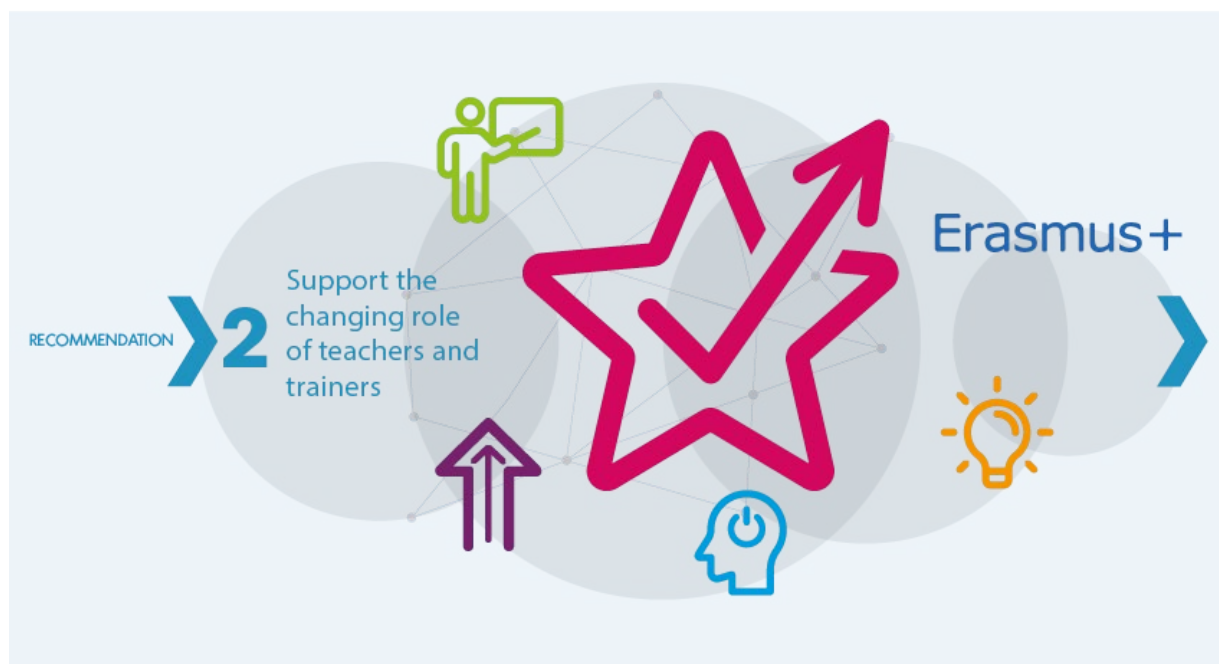 RECOMMENDATION
2
Support the
changing role
of teachers and
trainers
Erasmus+